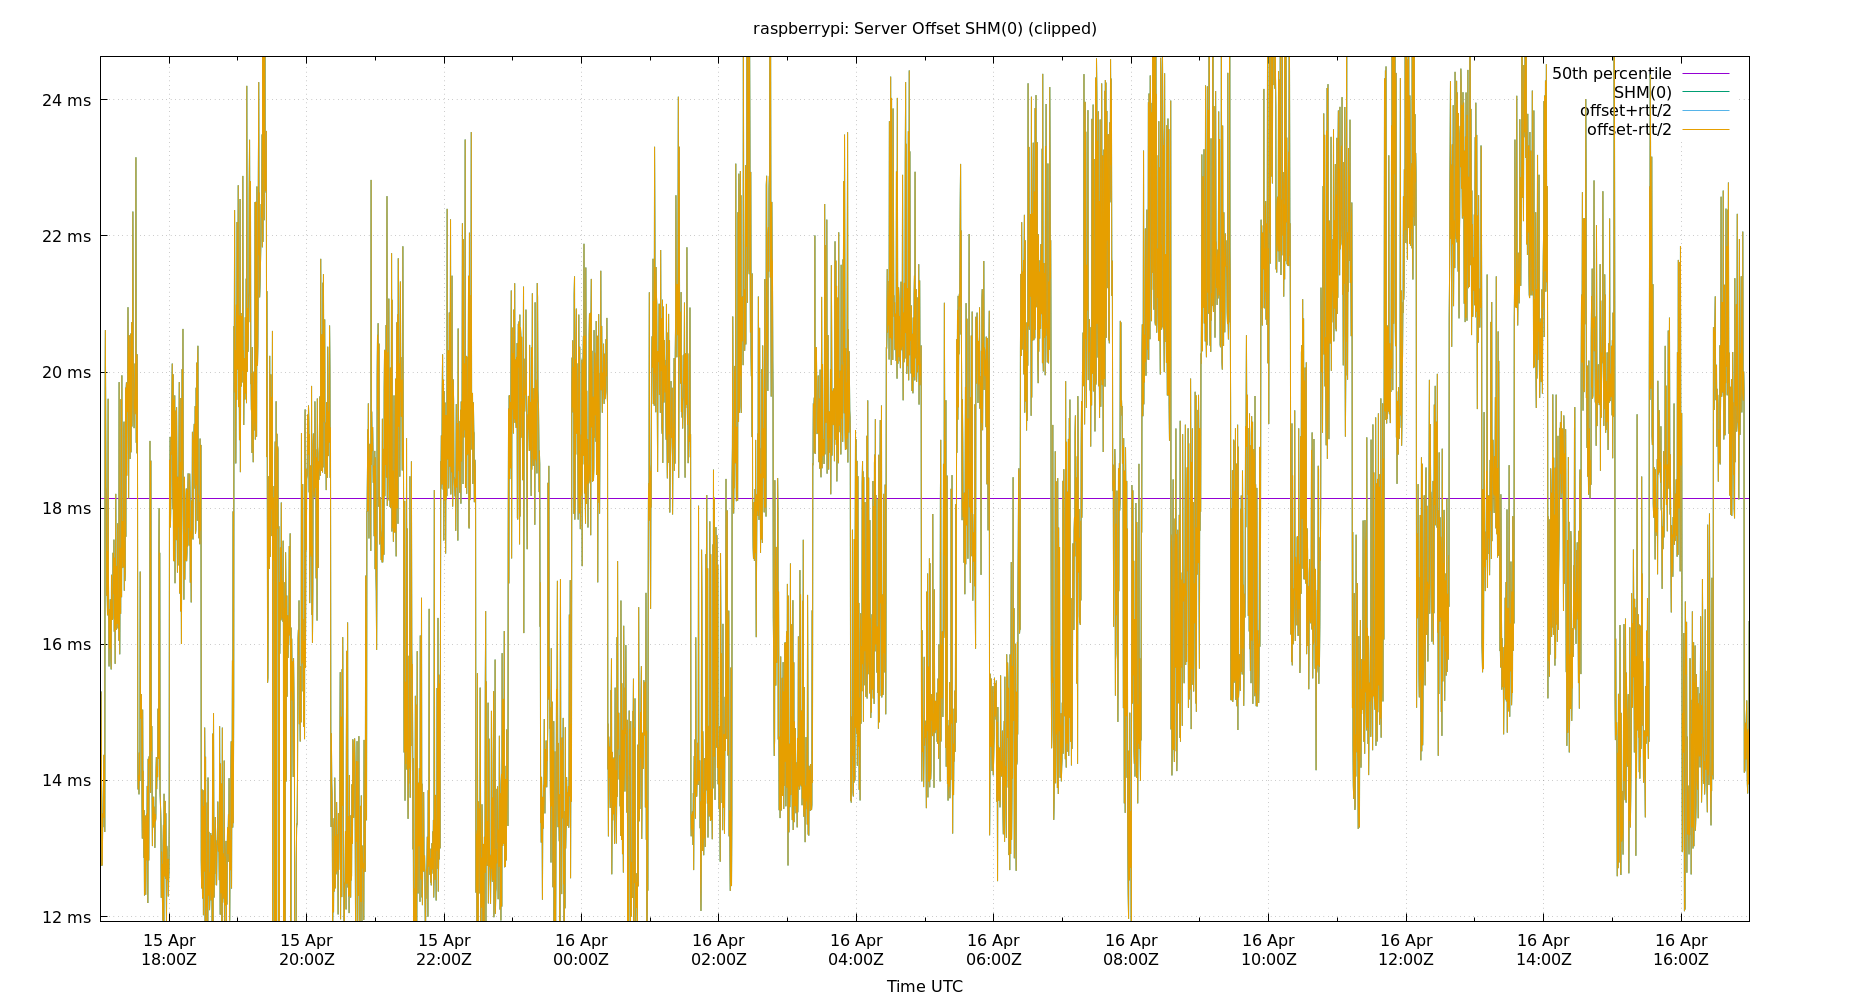 raspberrypi: Server Offset SHM(0) (clipped)
50th percentile
SHM(0)
offset+rtt/2
offset-rtt/2
24 ms
22 ms
20 ms
18 ms
16 ms
14 ms
12 ms
15 Apr 15 Apr 15 Apr 16 Apr 16 Apr 16 Apr 16 Apr 16 Apr 16 Apr 16 Apr 16 Apr 16 Apr
18:00Z 20:00Z 22:00Z 00:00Z 02:00Z 04:00Z 06:00Z 08:00Z 10:00Z 12:00Z 14:00Z 16:00Z
Time UTC